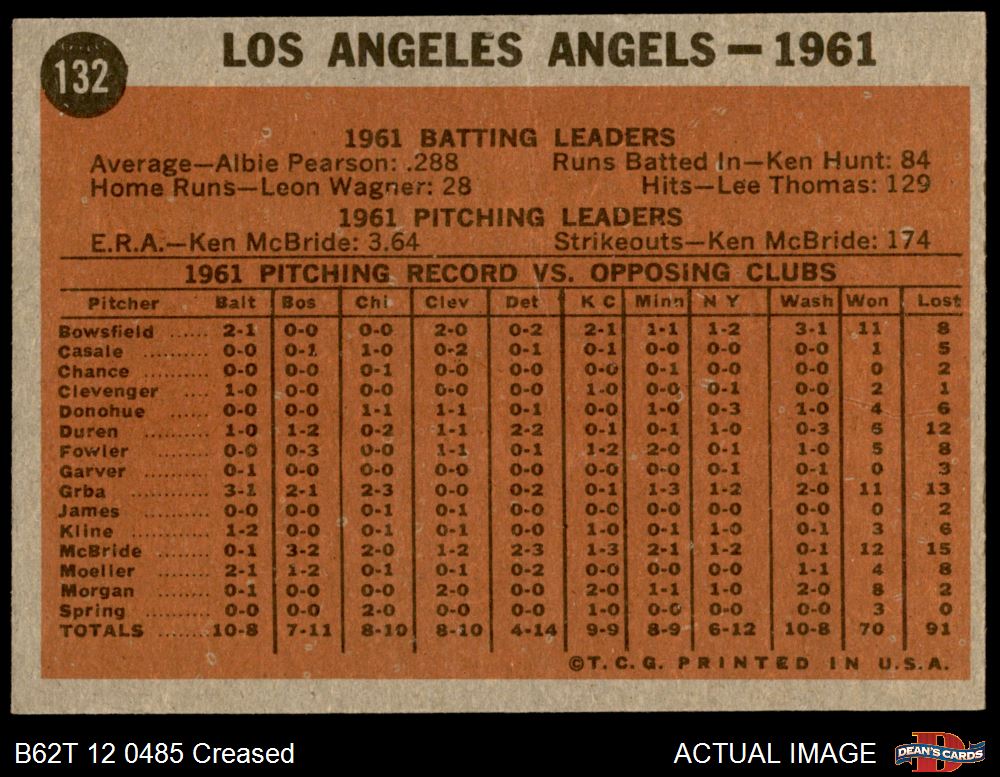 132
LOS ANGELES ANGELS — 1961
1961 BATTING LEADERS
Average—Albie Pearson: .288 Runs Batted In—Ken Hunt: 84
Home Runs—Leon Wagner: 28 Hits—Lee Thomas: 129
1961 PITCHING LEADERS
E.R.A.—Ken McBride: 3.64 Strikeouts—Ken McBride: 174
1961 PITCHING RECORD VS. OPPOSING CLUBS
Pitcher Balt Bos Chi Clev Det K C Minn N Y Wash Won Lost
Bowsfield ...... 2-1 0-0 0-0 2-0 0-2 2-1 1-1 1-2 3-1 11 8
Casale .......... 0-0 0-1 1-0 0-2 0-1 0-1 0-0 0-0 0-0 1 5
Chance .......... 0-0 0-0 0-1 0-0 0-0 0-0 0-1 0-0 0-0 0 2
Clevenger .... 1-0 0-0 0-0 0-0 0-0 1-0 0-0 0-1 0-0 2 1
Donohue ...... 0-0 0-0 1-1 1-1 0-1 0-0 1-0 0-3 1-0 4 6
Duren .......... 1-0 1-2 0-2 1-1 2-2 0-1 0-1 1-0 0-3 6 12
Fowler .......... 0-0 0-3 0-0 1-1 0-1 1-2 2-0 0-1 1-0 5 8
Garver .......... 0-1 0-0 0-0 0-0 0-0 0-0 0-0 0-1 0-1 0 3
Grba ............ 3-1 2-1 2-3 0-0 0-2 0-1 1-3 1-2 2-0 11 13
James .......... 0-0 0-0 0-1 0-1 0-0 0-0 0-0 0-0 0-0 0 2
Kline ............ 1-2 0-0 0-1 0-1 0-0 1-0 0-1 1-0 0-1 3 6
McBride ........ 0-1 3-2 2-0 1-2 2-3 1-3 2-1 1-2 0-1 12 15
Moeller ........ 2-1 1-2 0-1 0-1 0-2 0-0 0-0 0-0 1-1 4 8
Morgan ........ 0-1 0-0 0-0 2-0 0-0 2-0 1-1 1-0 2-0 8 2
Spring .......... 0-0 0-0 2-0 0-0 0-0 1-0 0-0 0-0 0-0 3 0
TOTALS ...... 10-8 7-11 8-10 8-10 4-14 9-9 8-9 6-12 10-8 70 91
©T.C.G. PRINTED IN U.S.A.
B62T 12 0485 Creased ACTUAL IMAGE DEAN'S CARDS